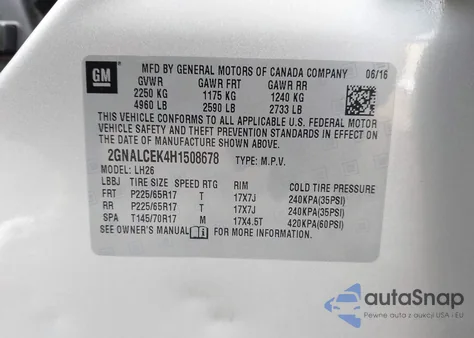 GM
MFD BY GENERAL MOTORS OF CANADA COMPANY 06/16
GVWR GAWR FRT GAWR RR
2250 KG 1175 KG 1240 KG
4960 LB 2590 LB 2733 LB
THIS VEHICLE CONFORMS TO ALL APPLICABLE U.S. FEDERAL MOTOR
VEHICLE SAFETY, BUMPER, AND THEFT PREVENTION STANDARDS IN EFFECT ON
THE DATE OF MANUFACTURE SHOWN ABOVE.
2GNALCEK4H1508678 TYPE: M.P.V.
MODEL: LH26
LBBJ TIRE SIZE SPEED RTG RIM COLD TIRE PRESSURE
FRT P225/65R17 T 17X7J 240KPA(35PSI)
RR P225/65R17 T 17X7J 240KPA(35PSI)
SPA T145/70R17 M 17X4.5T 420KPA(60PSI)
SEE OWNER'S MANUAL FOR MORE INFORMATION.
autaSnap
Pewne auta z aukcji USA i EU